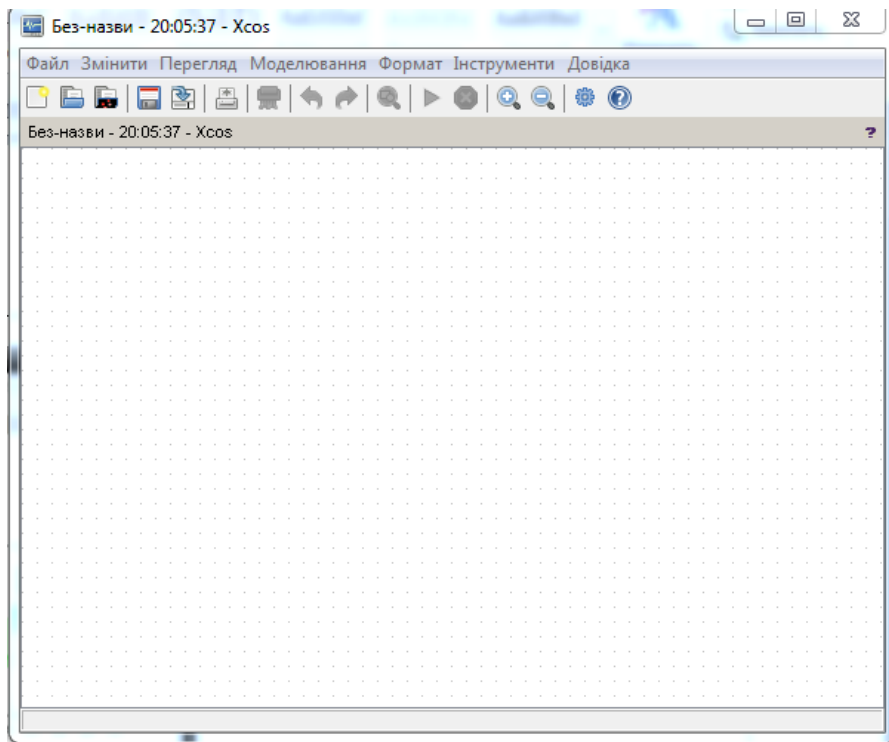 Без-назви - 20:05:37 - Xcos
Файл Змінити Перегляд Моделювання Формат Інструменти Довідка
Без-назви - 20:05:37 - Xcos ?